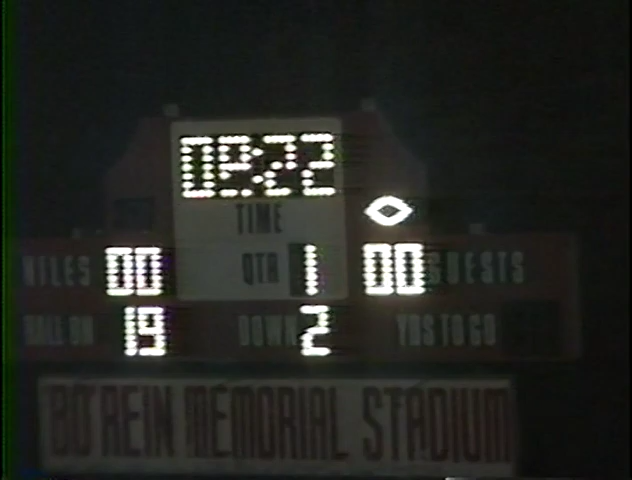 08:22
TIME
NILES 00 QTR 1 00 GUESTS
BALL ON 19 DOWN 2 YDS TO GO
BO REIN MEMORIAL STADIUM